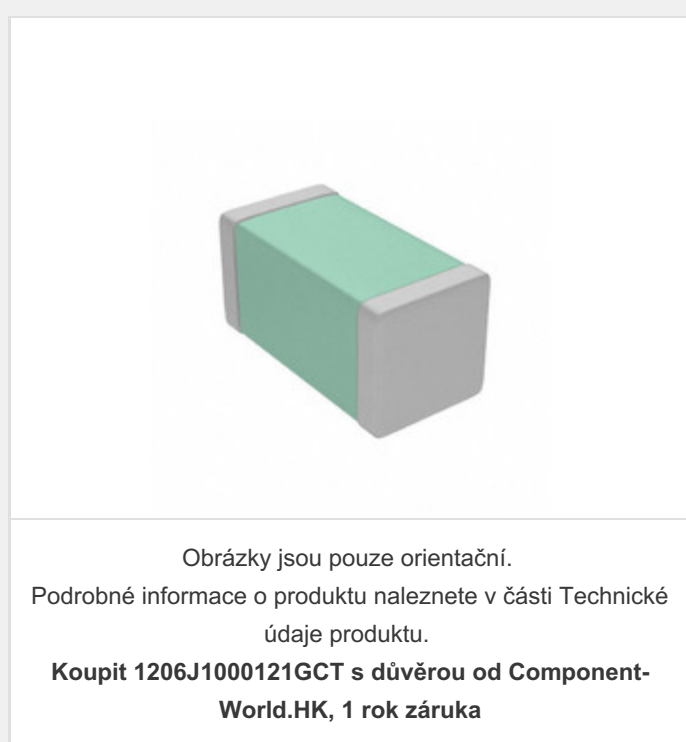 Obrázky jsou pouze orientační.
Podrobné informace o produktu naleznete v části Technické
údaje produktu.
Koupit 1206J1000121GCT s důvěrou od Component-
World.HK, 1 rok záruka